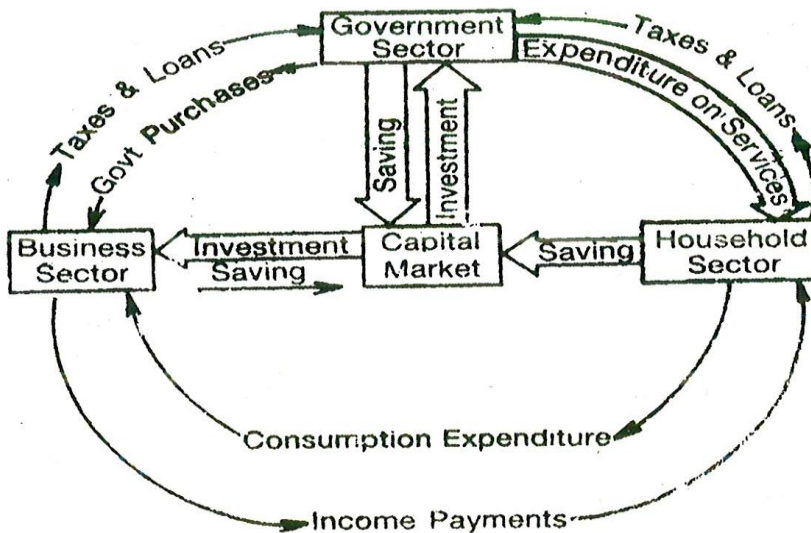 Government
Sector
Taxes & Loans
Govt Purchases
Taxes & Loans
Expenditure on Services
Saving
Investment
Business
Sector
Investment
Saving
Capital
Market
Saving
Household
Sector
Consumption Expenditure
Income Payments